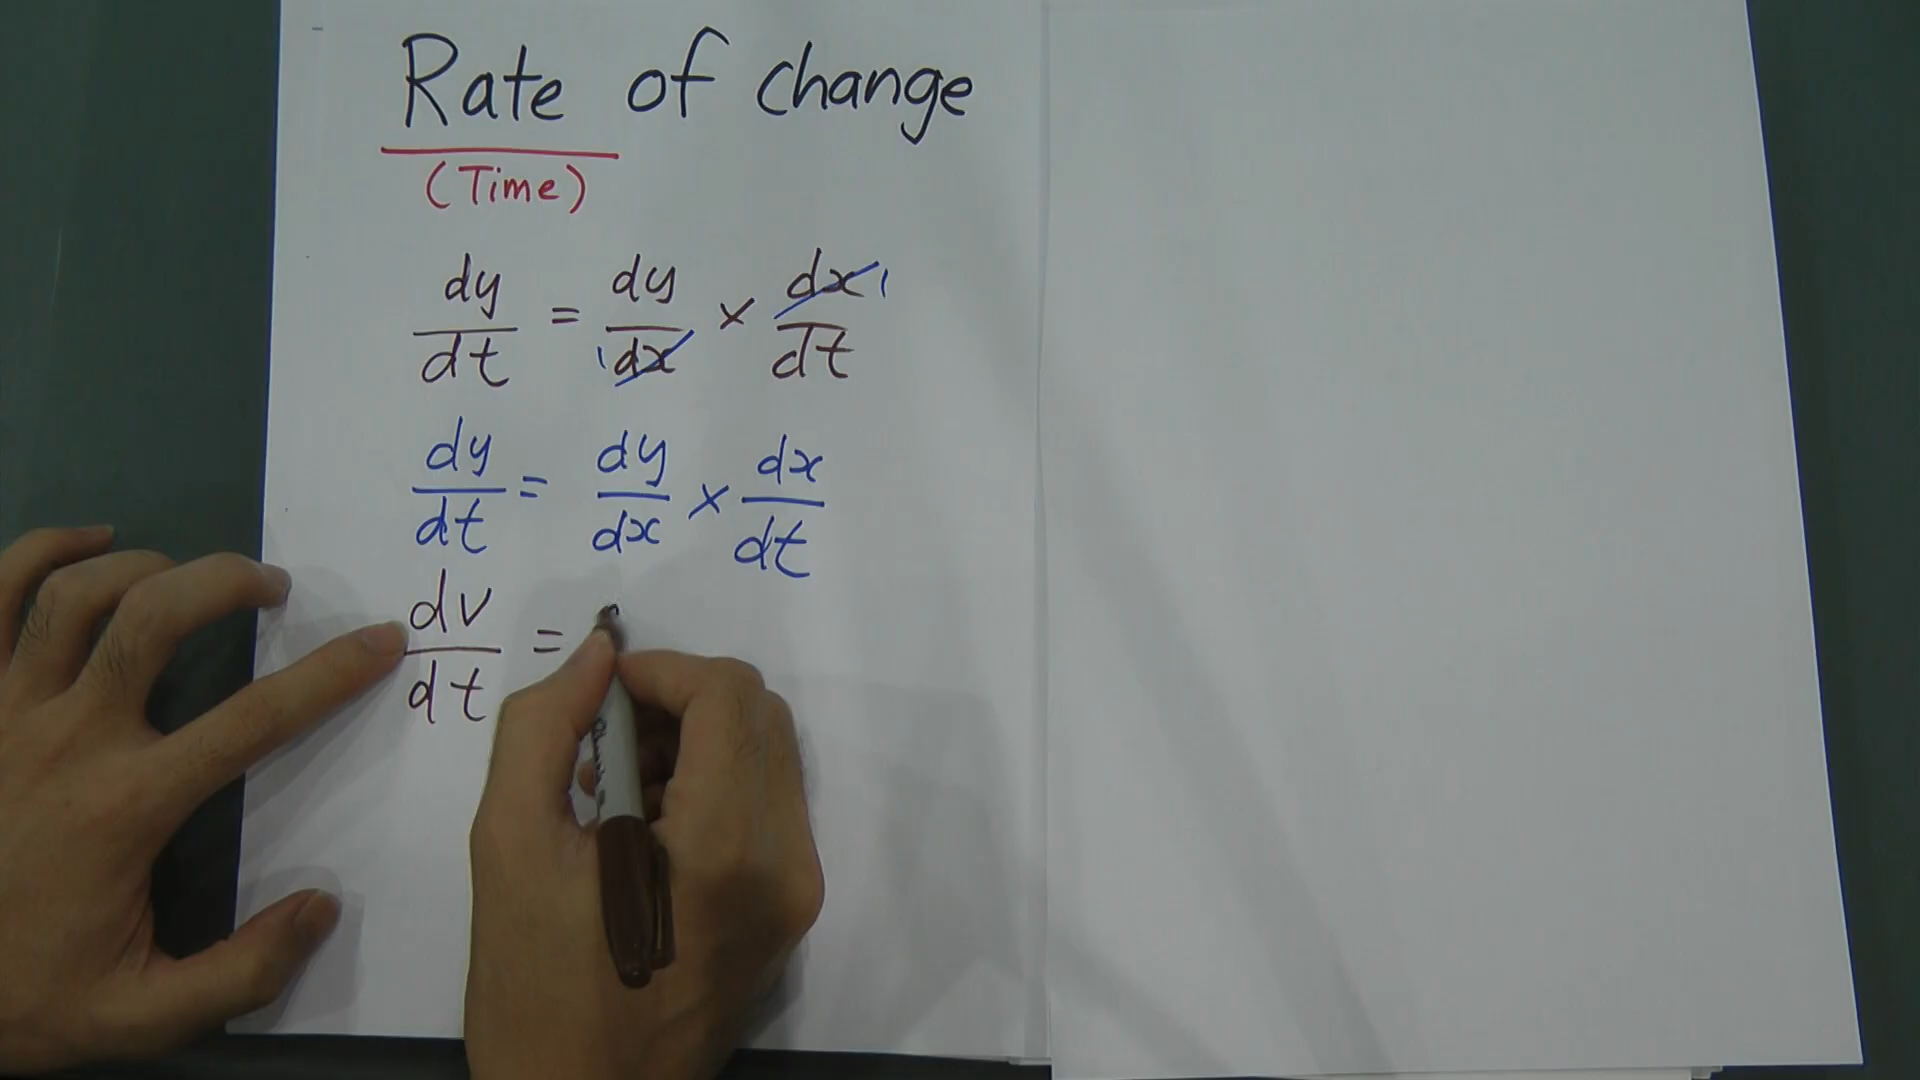 Rate of change
(Time)
dy/dt = dy/dx × dx/dt
dy/dt = dy/dx × dx/dt
dv/dt =